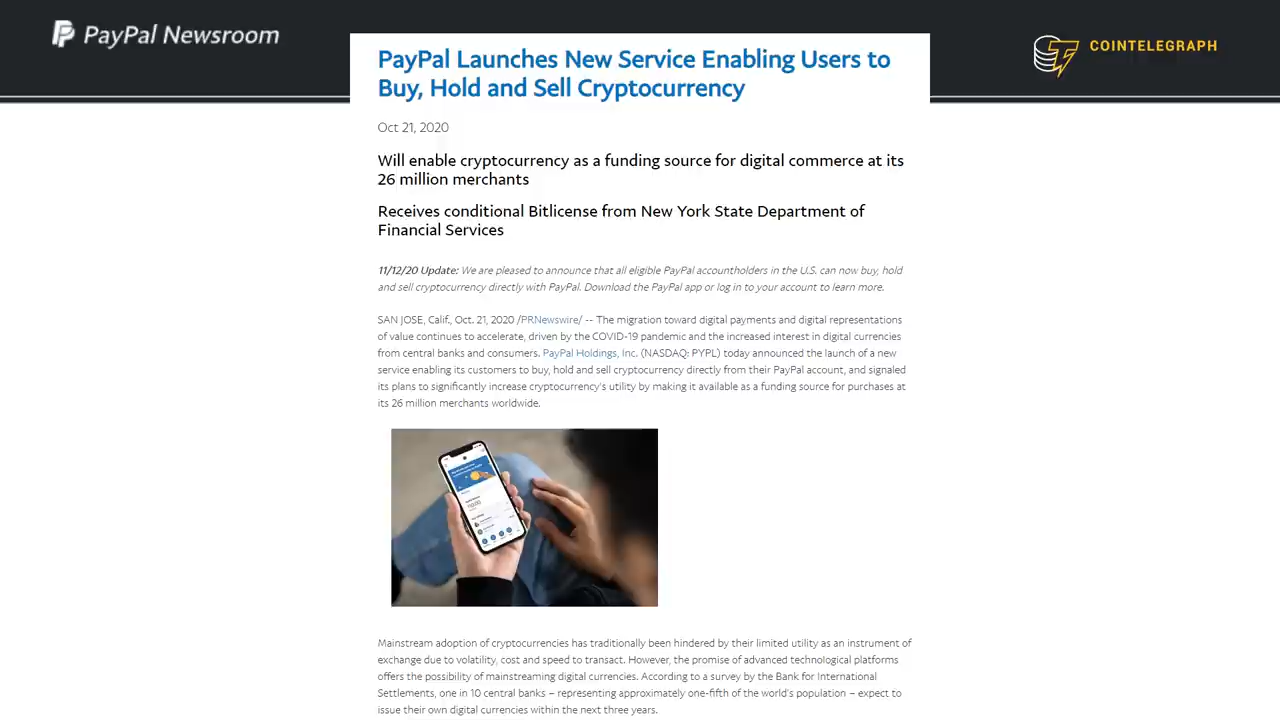 PayPal Newsroom
COINTELEGRAPH
PayPal Launches New Service Enabling Users to
Buy, Hold and Sell Cryptocurrency
Oct 21, 2020
Will enable cryptocurrency as a funding source for digital commerce at its
26 million merchants
Receives conditional Bitlicense from New York State Department of
Financial Services
11/12/20 Update: We are pleased to announce that all eligible PayPal accountholders in the U.S. can now buy, hold
and sell cryptocurrency directly with PayPal. Download the PayPal app or log in to your account to learn more.
SAN JOSE, Calif., Oct. 21, 2020 /PRNewswire/ -- The migration toward digital payments and digital representations
of value continues to accelerate, driven by the COVID-19 pandemic and the increased interest in digital currencies
from central banks and consumers. PayPal Holdings, Inc. (NASDAQ: PYPL) today announced the launch of a new
service enabling its customers to buy, hold and sell cryptocurrency directly from their PayPal account, and signaled
its plans to significantly increase cryptocurrency's utility by making it available as a funding source for purchases at
its 26 million merchants worldwide.
Mainstream adoption of cryptocurrencies has traditionally been hindered by their limited utility as an instrument of
exchange due to volatility, cost and speed to transact. However, the promise of advanced technological platforms
offers the possibility of mainstreaming digital currencies. According to a survey by the Bank for International
Settlements, one in 10 central banks – representing approximately one-fifth of the world's population – expect to
issue their own digital currencies within the next three years.